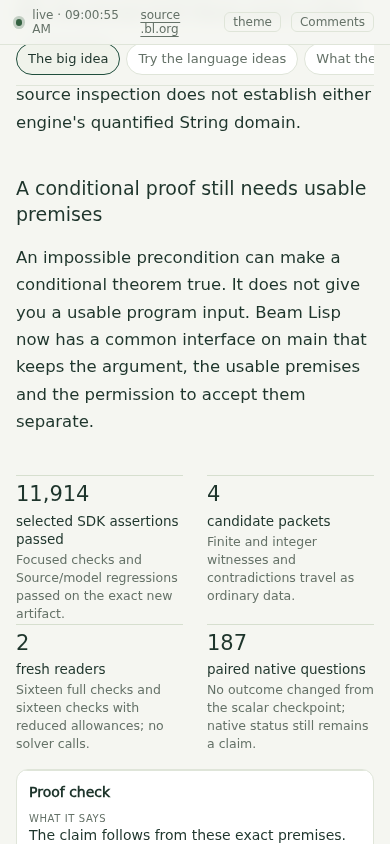 live · 09:00:55 AM
source.bl.org
theme
Comments
The big idea
Try the language ideas
What the
source inspection does not establish either
engine's quantified String domain.
A conditional proof still needs usable
premises
An impossible precondition can make a
conditional theorem true. It does not give
you a usable program input. Beam Lisp
now has a common interface on main that
keeps the argument, the usable premises
and the permission to accept them
separate.
11,914
selected SDK assertions
passed
Focused checks and
Source/model regressions
passed on the exact new
artifact.
4
candidate packets
Finite and integer
witnesses and
contradictions travel as
ordinary data.
2
fresh readers
Sixteen full checks and
sixteen checks with
reduced allowances; no
solver calls.
187
paired native questions
No outcome changed from
the scalar checkpoint;
native status still remains
a claim.
Proof check
WHAT IT SAYS
The claim follows from these exact premises.